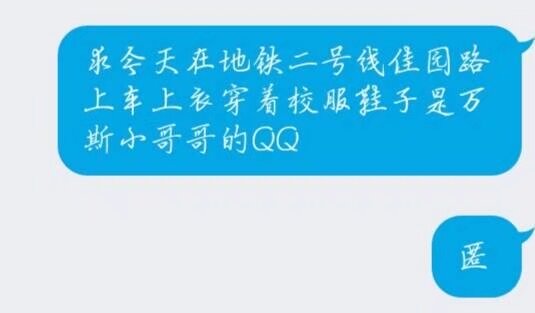 求今天在地铁二号线佳园路
上车上衣穿着校服鞋子是万
斯小哥哥的QQ
匿